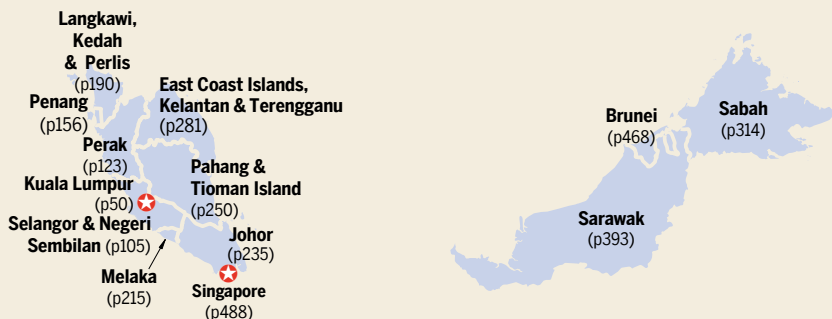 Langkawi,
Kedah
& Perlis
(p190)
East Coast Islands,
Kelantan & Terengganu
(p281)
Penang
(p156)
Perak
(p123)
Kuala Lumpur
(p50)
Pahang &
Tioman Island
(p250)
Selangor & Negeri
Sembilan (p105)
Johor
(p235)
Melaka
(p215)
Singapore
(p488)
Brunei
(p468)
Sabah
(p314)
Sarawak
(p393)